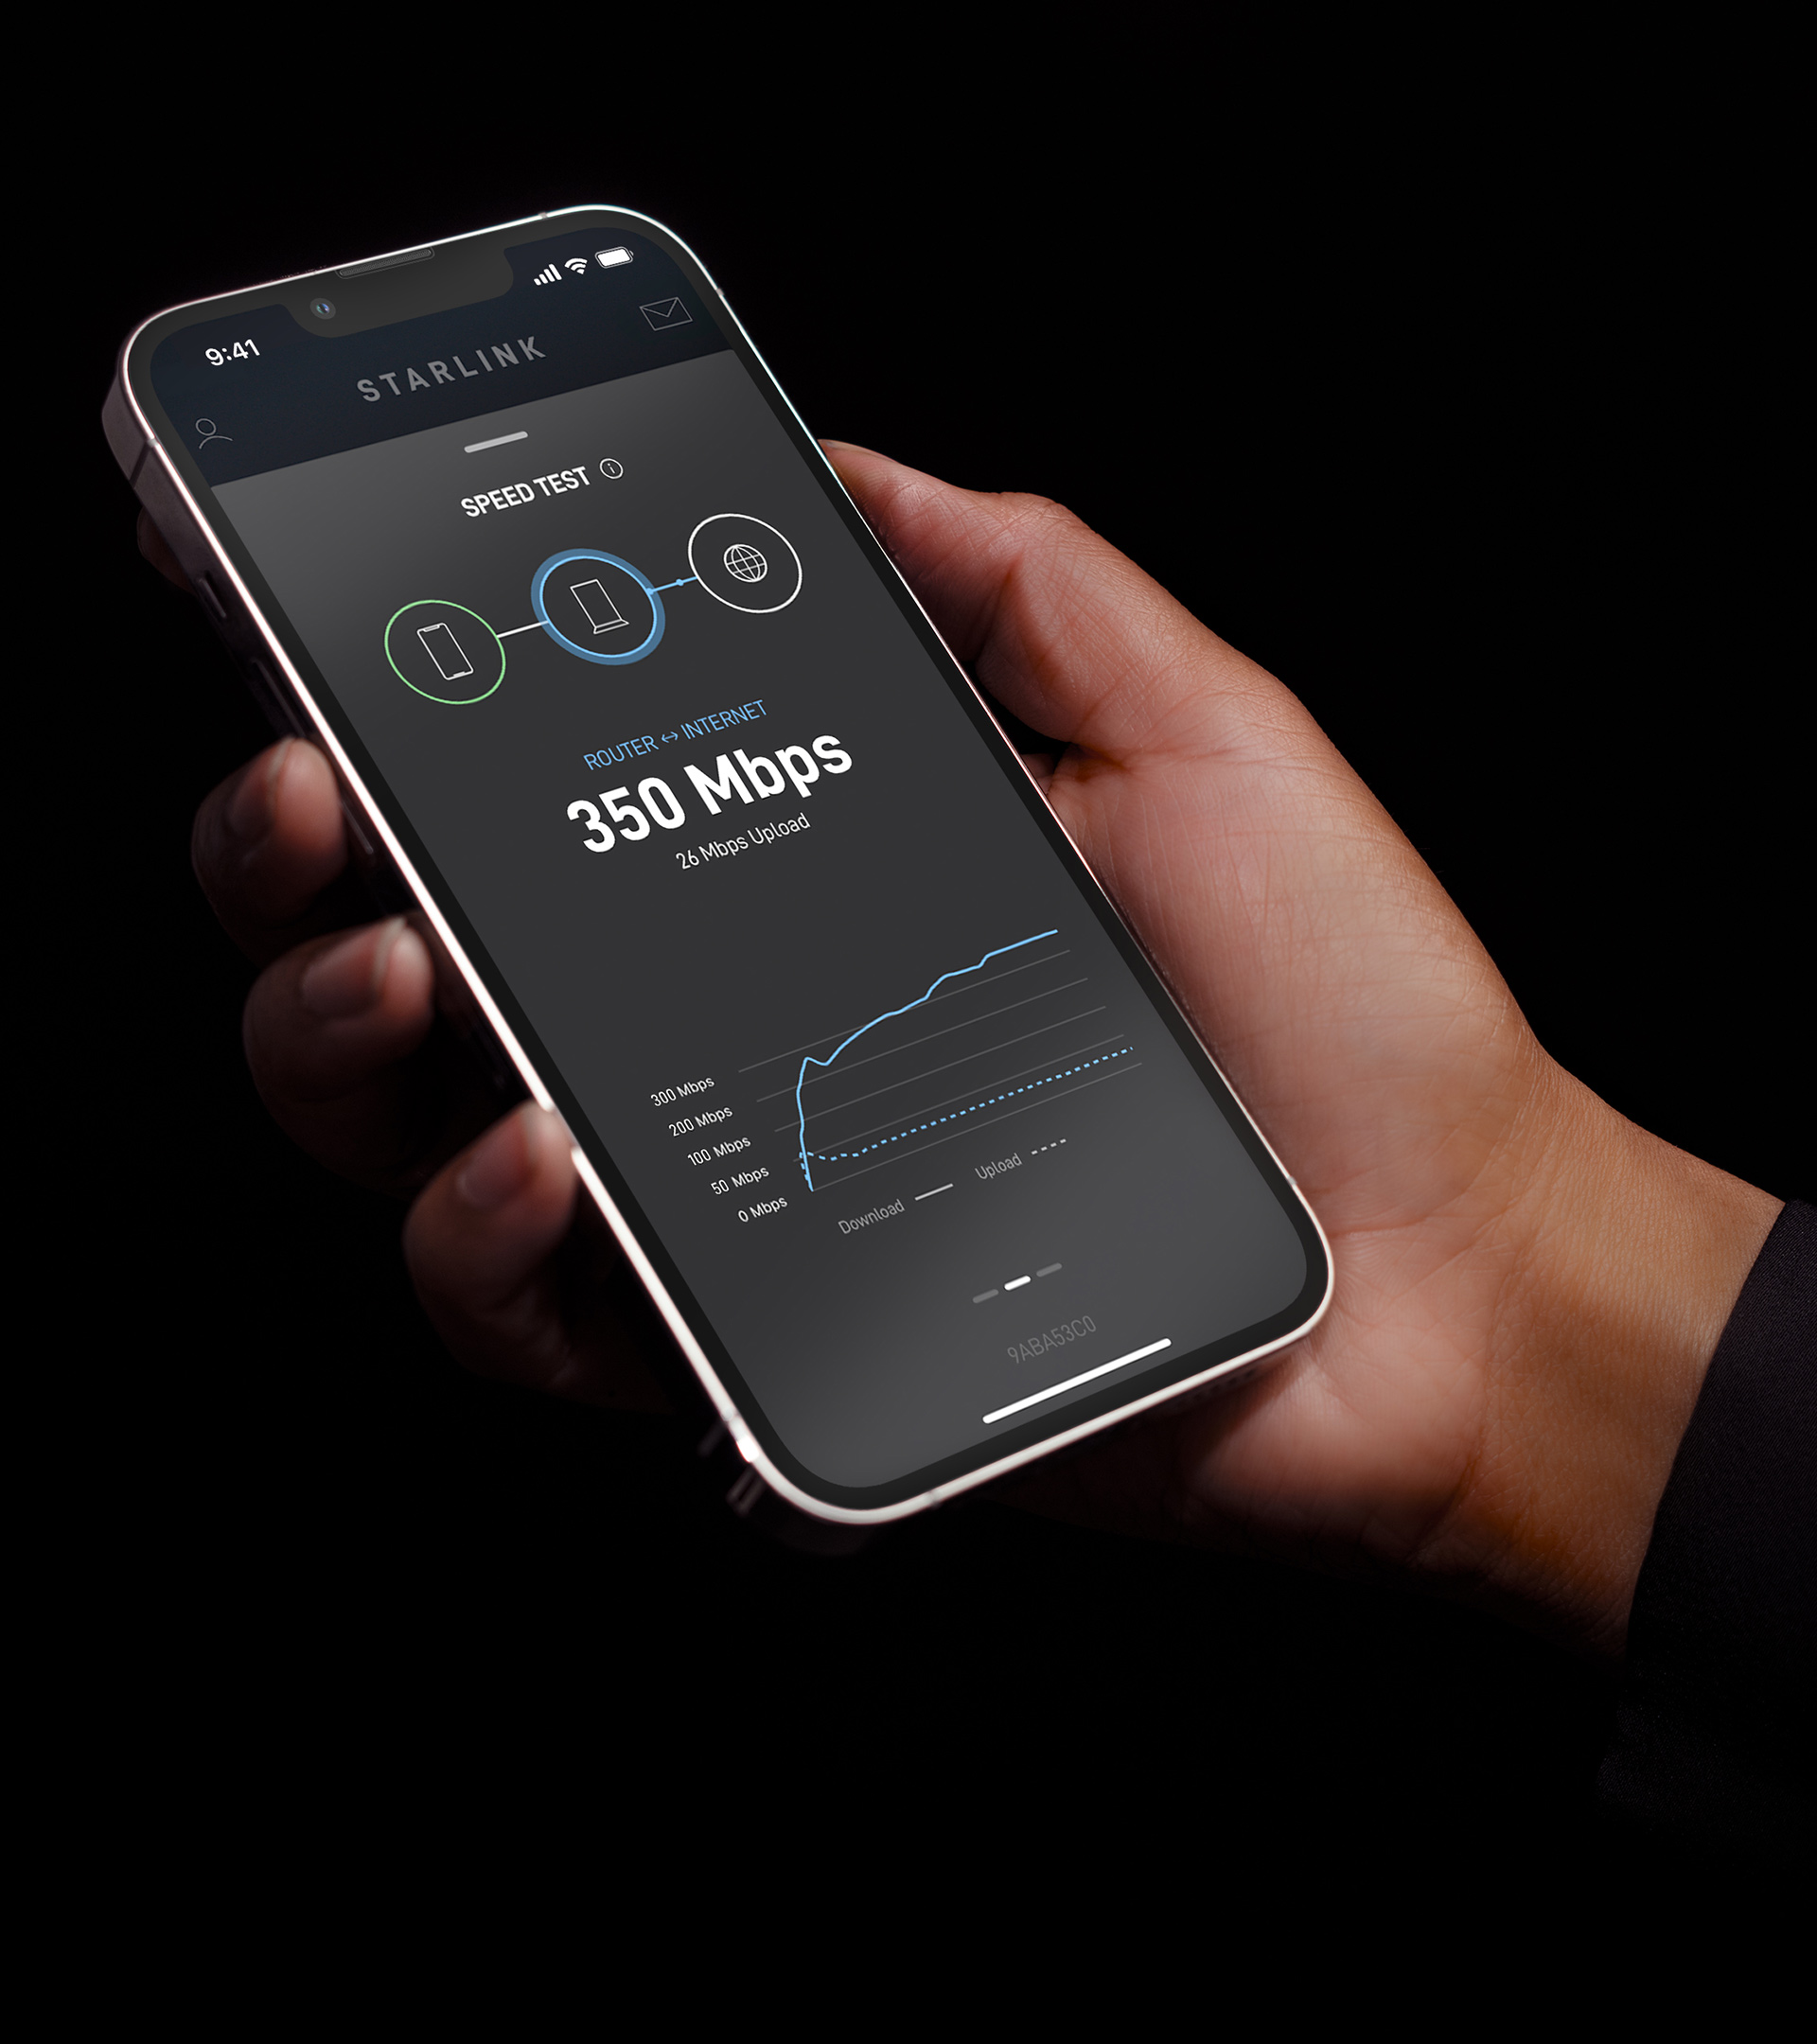 9:41
STARLINK
SPEED TEST
ROUTER ↔ INTERNET
350 Mbps
26 Mbps Upload
300 Mbps
200 Mbps
100 Mbps
50 Mbps
0 Mbps
Download
Upload
9ABA53C0